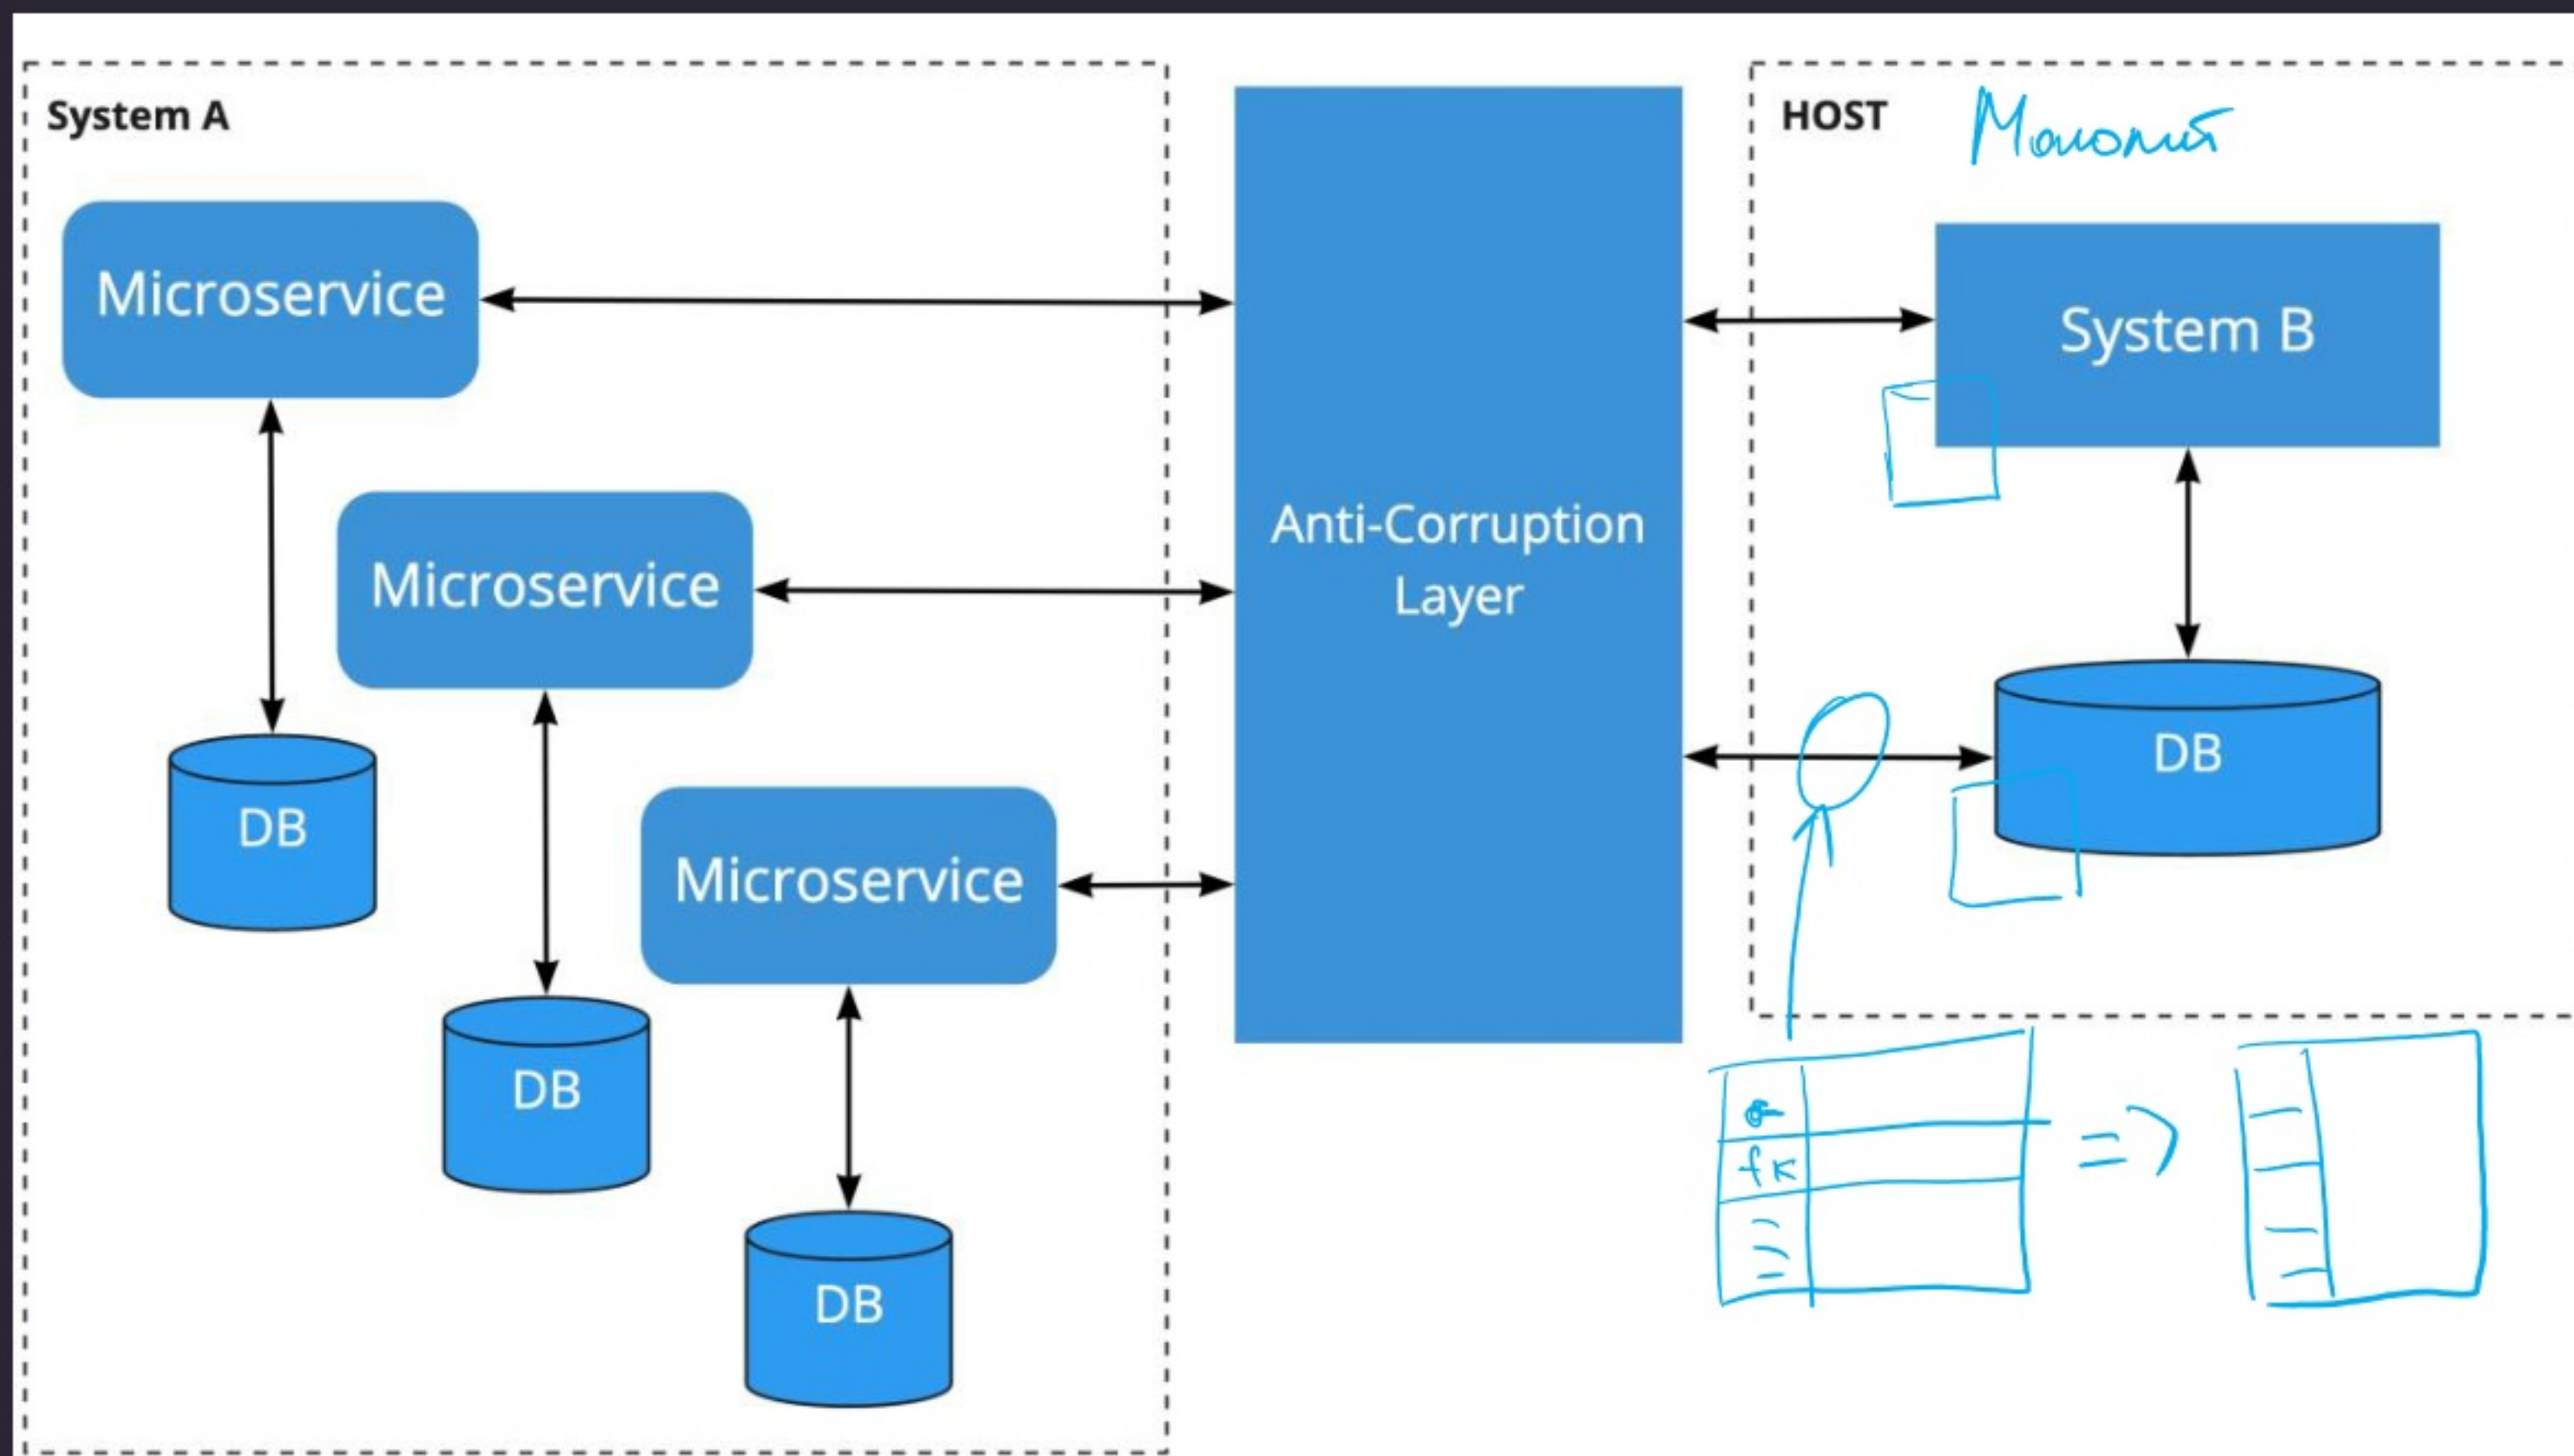 System A
HOST Монолит
Microservice
System B
Microservice
Anti-Corruption
Layer
DB
DB
Microservice
DB
DB
fk